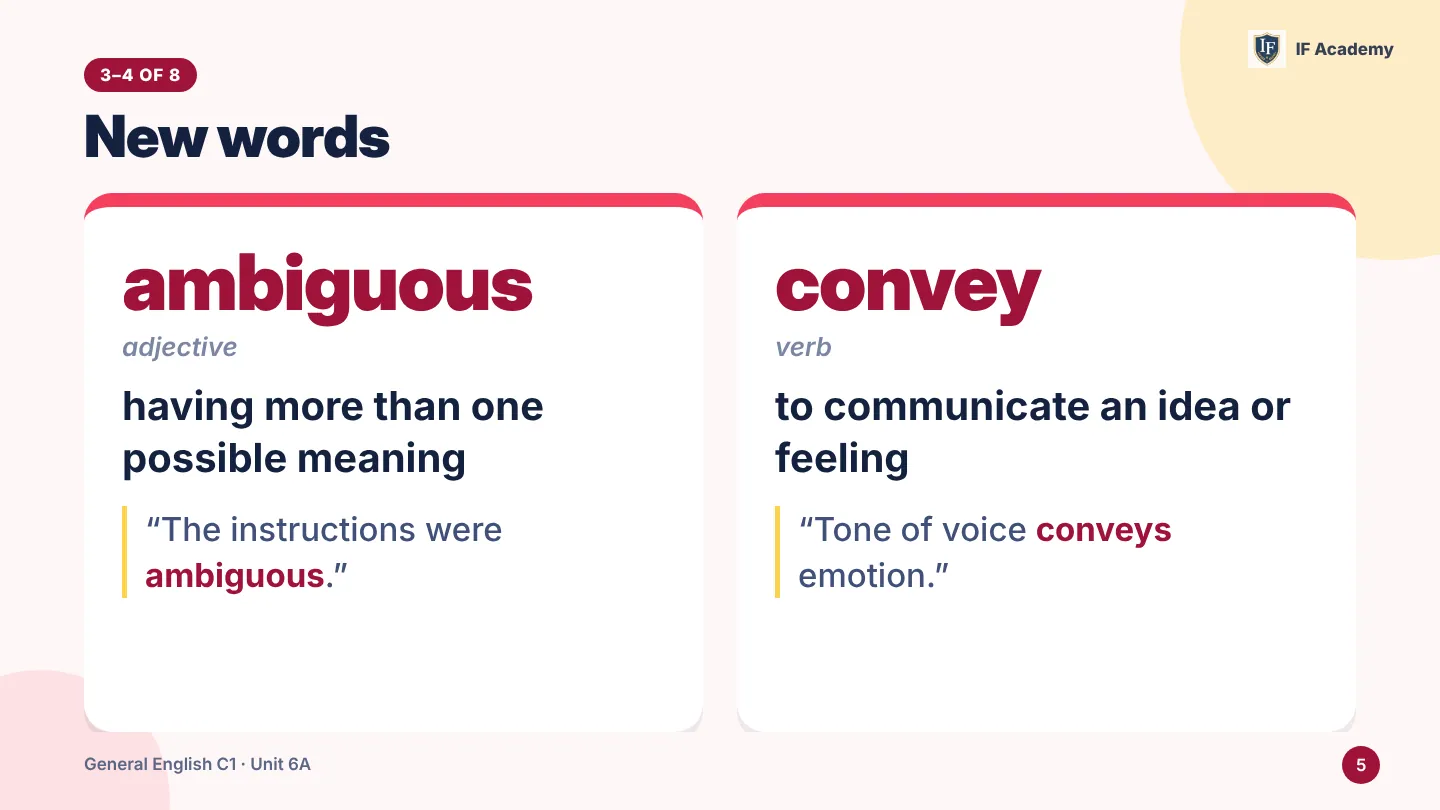 IF Academy
3–4 OF 8
New words
ambiguous
adjective
having more than one
possible meaning
“The instructions were
ambiguous.”
convey
verb
to communicate an idea or
feeling
“Tone of voice conveys
emotion.”
General English C1 · Unit 6A
5